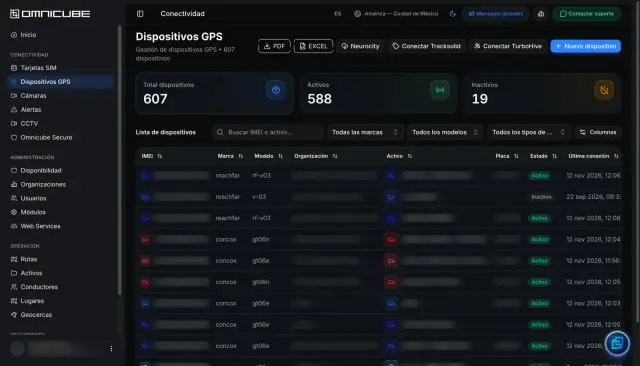 OMNICUBE
Conectividad
ES
América — Ciudad de México
Mensajes globales
Contactar soporte
Inicio
CONECTIVIDAD
Tarjetas SIM
Dispositivos GPS
Cámaras
Alertas
CCTV
Omnicube Secure
ADMINISTRACIÓN
Disponibilidad
Organizaciones
Usuarios
Módulos
Web Services
OPERACION
Rutas
Activos
Conductores
Lugares
Geocercas
Dispositivos GPS
Gestión de dispositivos GPS • 607
dispositivos
PDF
EXCEL
Neurocity
Conectar Tracksolid
Conectar TurboHive
+ Nuevo dispositivo
Total dispositivos
607
Activos
588
Inactivos
19
Lista de dispositivos
Buscar IMEI o activo...
Todas las marcas
Todos los modelos
Todos los tipos de ...
Columnas
IMEI Marca Modelo Organización Activo Placa Estado Última conexión
reachfar rf-v03 Activo 12 nov 2026, 12:06
reachfar v-03 Inactivo 22 sep 2026, 09:3
reachfar rf-v03 Activo 12 nov 2026, 12:06
concox gt06n Activo 12 nov 2026, 12:04
concox gt06e Activo 12 nov 2026, 11:56
concox gt06n Activo 12 nov 2026, 12:05
concox gt06e Activo 12 nov 2026, 12:03
concox gt06e Activo 12 nov 2026, 12:05
concox gt06e Activo 12 nov 2026, 12:05